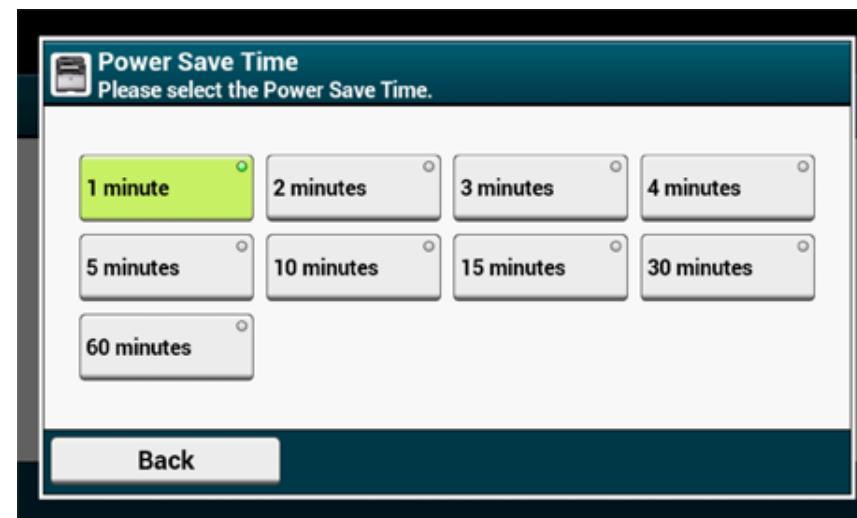 Power Save Time
Please select the Power Save Time.
1 minute
2 minutes
3 minutes
4 minutes
5 minutes
10 minutes
15 minutes
30 minutes
60 minutes
Back